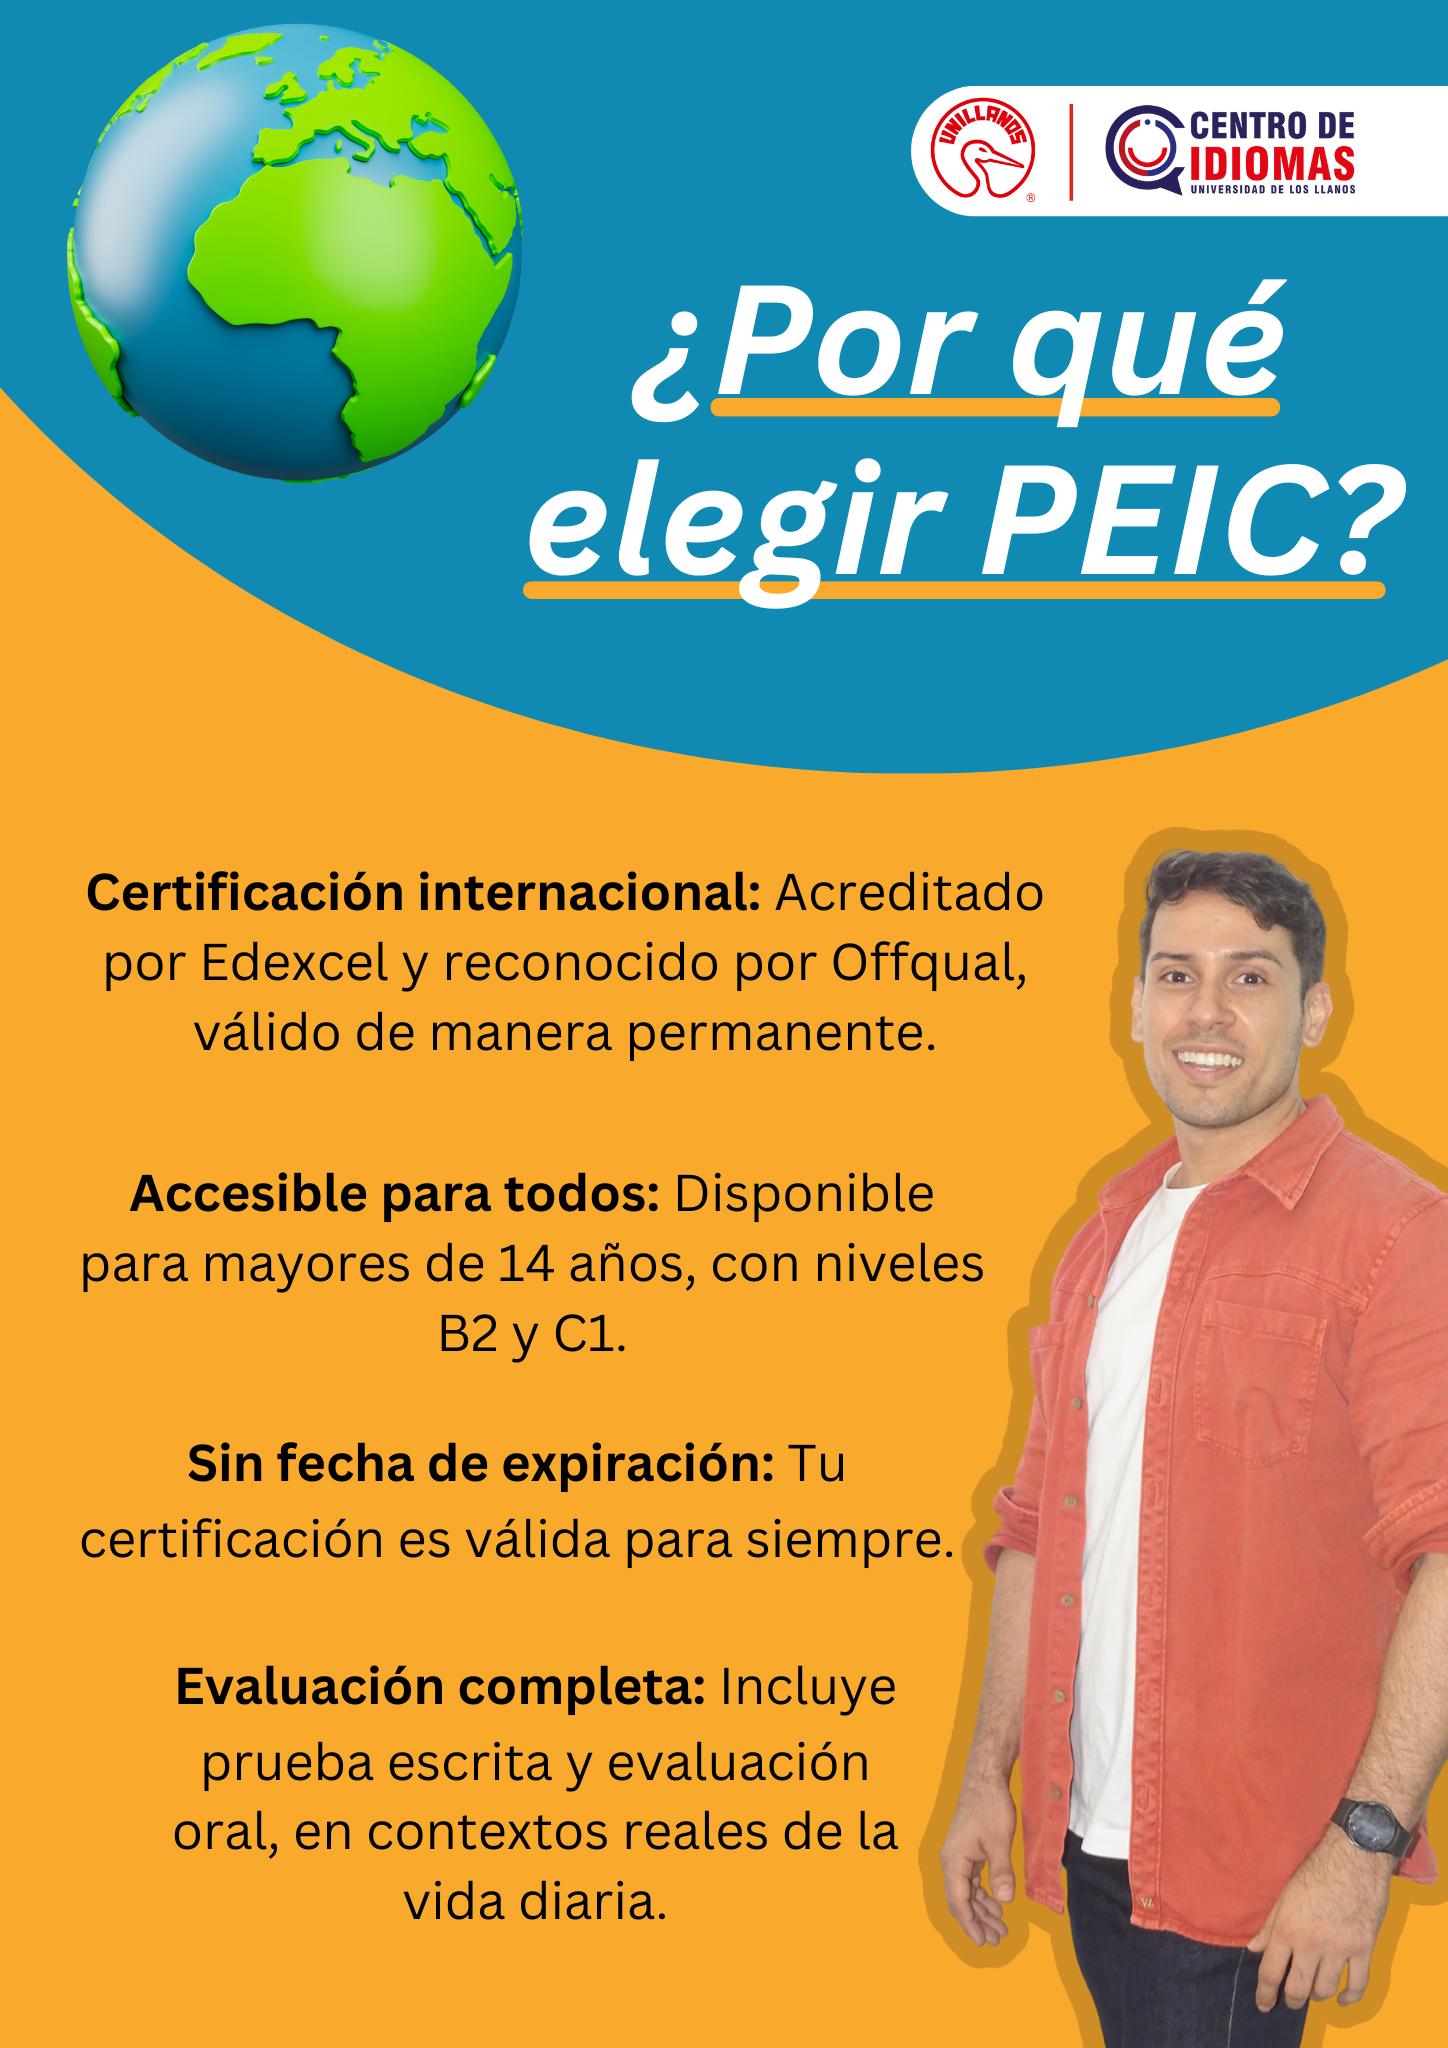 UNILLANOS
®
CENTRO DE
IDIOMAS
UNIVERSIDAD DE LOS LLANOS
¿Por qué
elegir PEIC?
Certificación internacional: Acreditado
por Edexcel y reconocido por Offqual,
válido de manera permanente.
Accesible para todos: Disponible
para mayores de 14 años, con niveles
B2 y C1.
Sin fecha de expiración: Tu
certificación es válida para siempre.
Evaluación completa: Incluye
prueba escrita y evaluación
oral, en contextos reales de la
vida diaria.